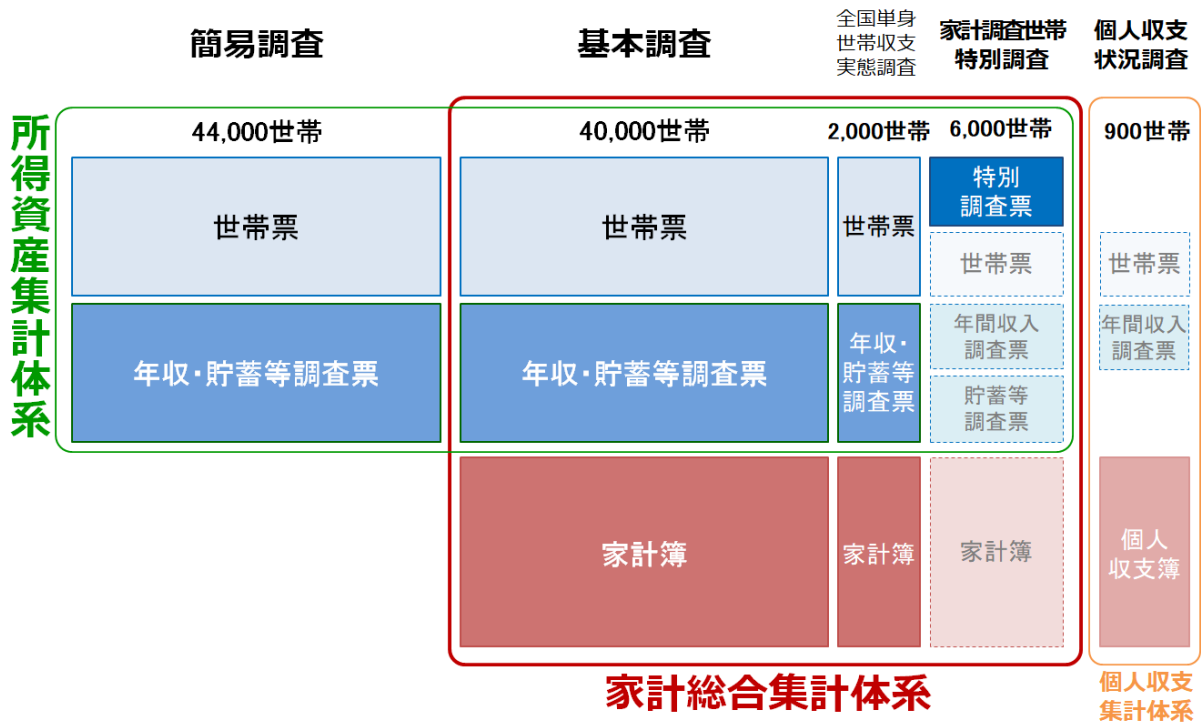 簡易調査
基本調査
全国単身
世帯収支
実態調査
家計調査世帯
特別調査
個人収支
状況調査
所得資産集計体系
44,000世帯
40,000世帯
2,000世帯
6,000世帯
900世帯
世帯票
世帯票
世帯票
特別
調査票
世帯票
世帯票
年収・貯蓄等調査票
年収・貯蓄等調査票
年収・
貯蓄等
調査票
年間収入
調査票
貯蓄等
調査票
年間収入
調査票
家計簿
家計簿
家計簿
個人
収支簿
家計総合集計体系
個人収支
集計体系